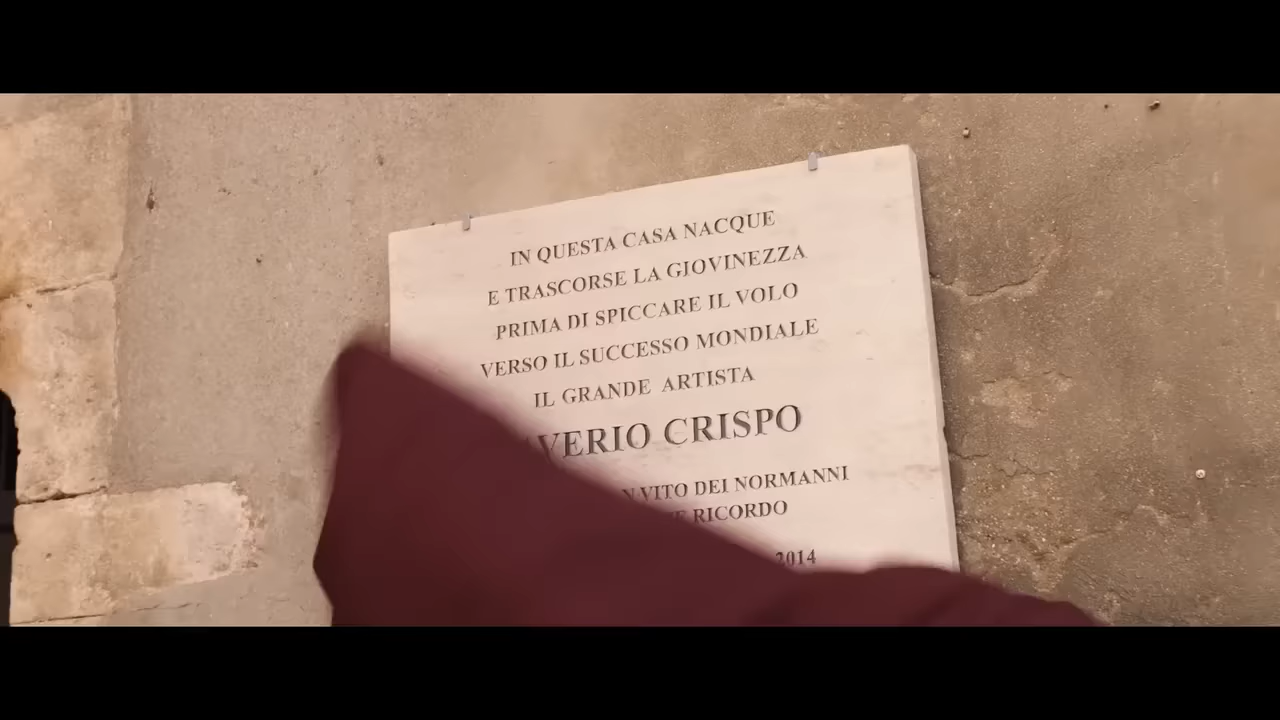 IN QUESTA CASA NACQUE
E TRASCORSE LA GIOVINEZZA
PRIMA DI SPICCARE IL VOLO
VERSO IL SUCCESSO MONDIALE
IL GRANDE ARTISTA
AVERIO CRISPO
N VITO DEI NORMANNI
RICORDO
2014